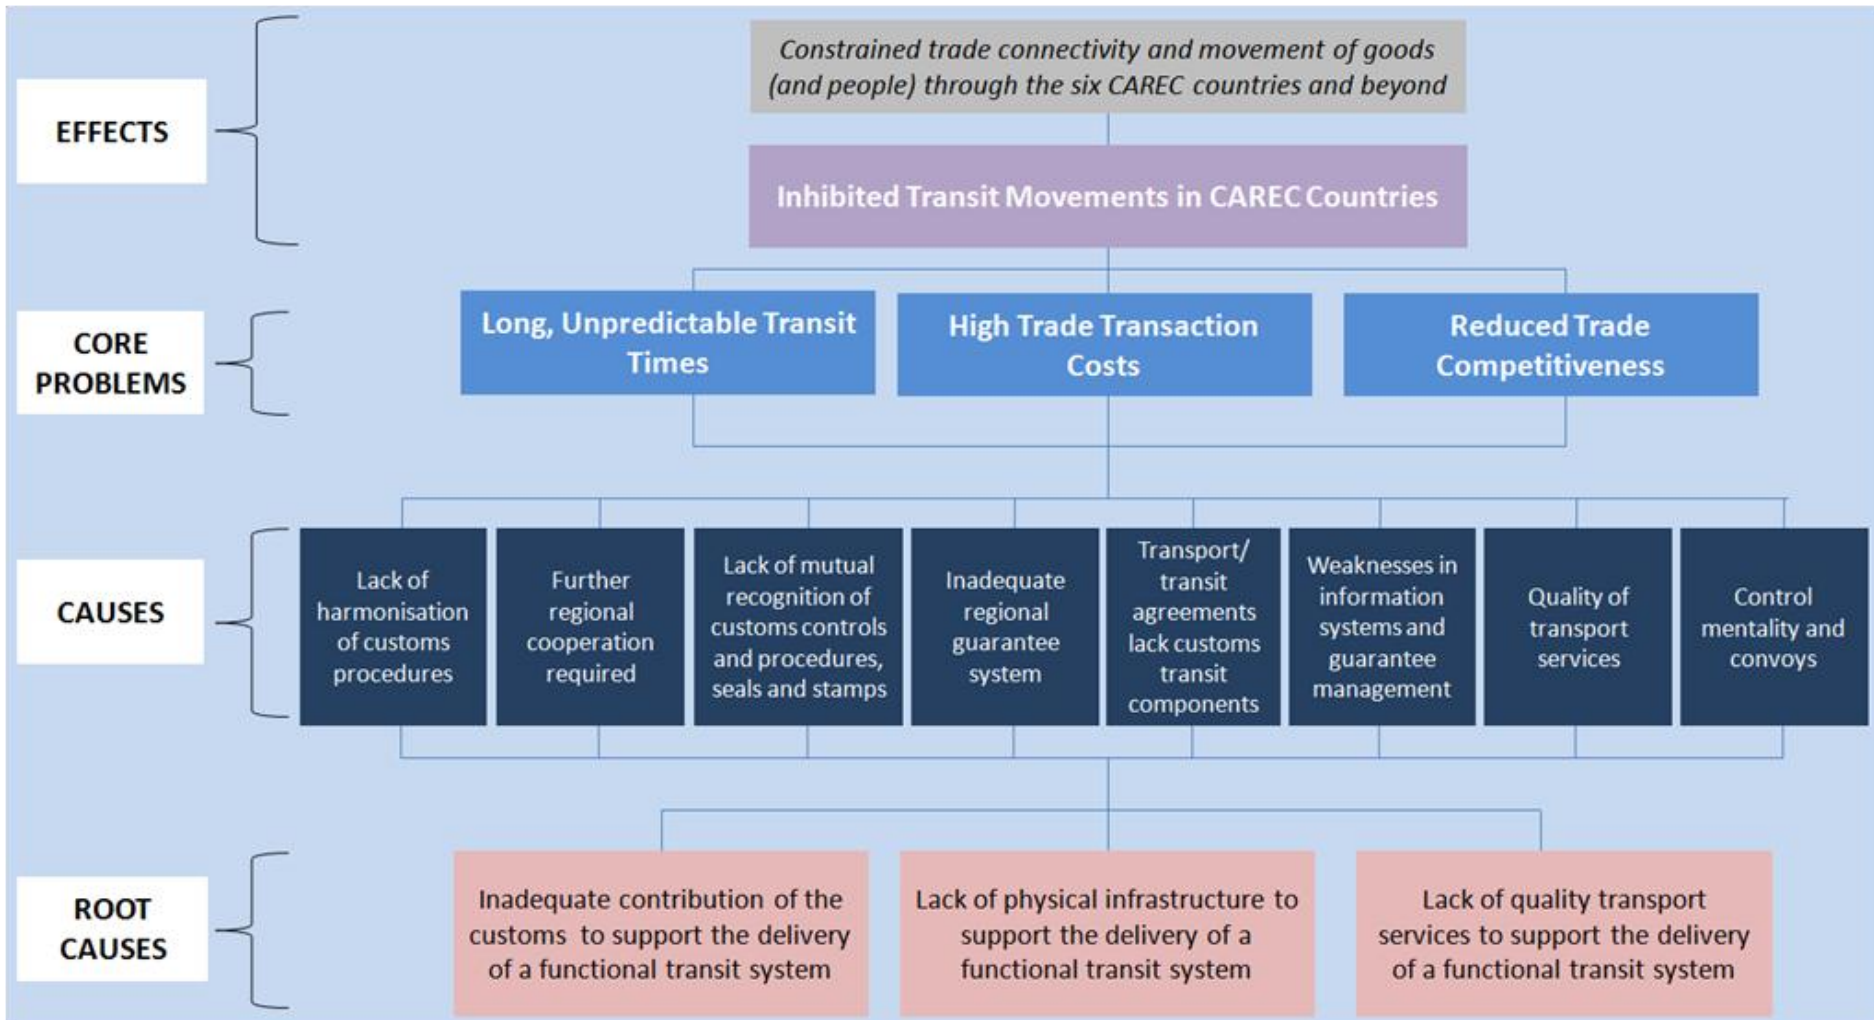 Constrained trade connectivity and movement of goods
(and people) through the six CAREC countries and beyond
EFFECTS
Inhibited Transit Movements in CAREC Countries
CORE
PROBLEMS
Long, Unpredictable Transit
Times
High Trade Transaction
Costs
Reduced Trade
Competitiveness
CAUSES
Lack of
harmonisation
of customs
procedures
Further
regional
cooperation
required
Lack of mutual
recognition of
customs controls
and procedures,
seals and stamps
Inadequate
regional
guarantee
system
Transport/
transit
agreements
lack customs
transit
components
Weaknesses in
information
systems and
guarantee
management
Quality of
transport
services
Control
mentality and
convoys
ROOT
CAUSES
Inadequate contribution of the
customs to support the delivery
of a functional transit system
Lack of physical infrastructure to
support the delivery of a
functional transit system
Lack of quality transport
services to support the delivery
of a functional transit system